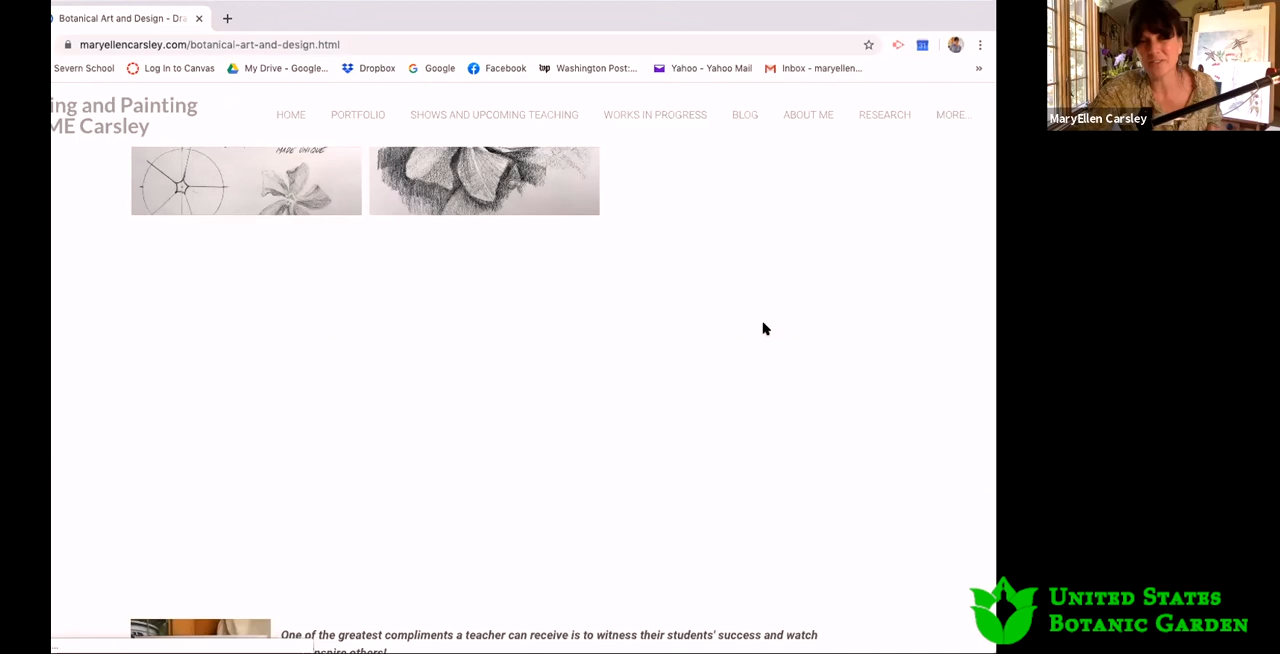 Botanical Art and Design - Dra
maryellencarsley.com/botanical-art-and-design.html
Severn School Log In to Canvas My Drive - Google... Dropbox Google Facebook Washington Post:... Yahoo - Yahoo Mail Inbox - maryellen... »
ing and Painting
ME Carsley
HOME PORTFOLIO SHOWS AND UPCOMING TEACHING WORKS IN PROGRESS BLOG ABOUT ME RESEARCH MORE...
MADE UNIQUE
One of the greatest compliments a teacher can receive is to witness their students' success and watch
nspire others!
...
MaryEllen Carsley
UNITED STATES
BOTANIC GARDEN